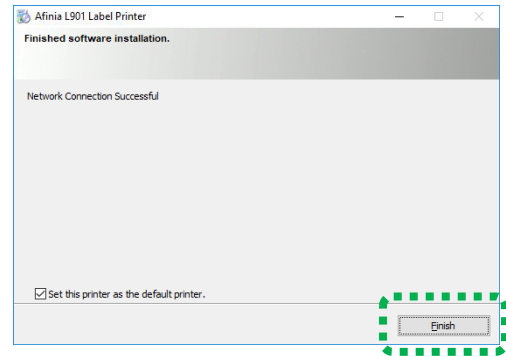 Afinia L901 Label Printer
Finished software installation.
Network Connection Successful
Set this printer as the default printer.
Finish